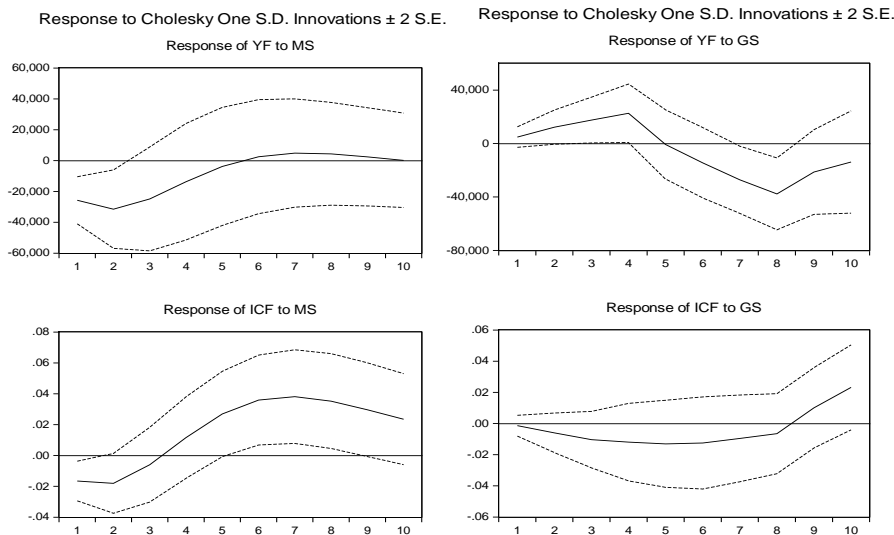 Response to Cholesky One S.D. Innovations ± 2 S.E.
Response of YF to MS
60,000
40,000
20,000
0
-20,000
-40,000
-60,000
1 2 3 4 5 6 7 8 9 10
Response of ICF to MS
.08
.06
.04
.02
.00
-.02
-.04
1 2 3 4 5 6 7 8 9 10
Response to Cholesky One S.D. Innovations ± 2 S.E.
Response of YF to GS
40,000
0
-40,000
-80,000
1 2 3 4 5 6 7 8 9 10
Response of ICF to GS
.06
.04
.02
.00
-.02
-.04
-.06
1 2 3 4 5 6 7 8 9 10